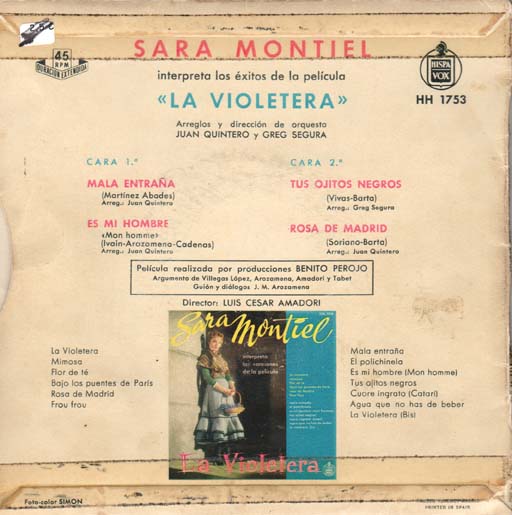 SARA MONTIEL
45
RPM
DURACION EXTENDIDA
HISPA
VOX
interpreta los éxitos de la película
«LA VIOLETERA»
HH 1753
Arreglos y dirección de orquesta
JUAN QUINTERO y GREG SEGURA
CARA 1.ª
MALA ENTRAÑA
(Martínez Abades)
Arreg.: Juan Quintero
ES MI HOMBRE
«Mon homme»
(Ivain-Arozamena-Cadenas)
Arreg.: Juan Quintero
CARA 2.ª
TUS OJITOS NEGROS
(Vivas-Barta)
Arreg.: Greg Segura
ROSA DE MADRID
(Soriano-Barta)
Arreg.: Juan Quintero
Película realizada por producciones BENITO PEROJO
Argumento de Villegas López, Arozamena, Amadori y Tabet
Guión y diálogos J. M. Arozamena
Director: LUIS CESAR AMADORI
La Violetera
Mimosa
Flor de té
Bajo los puentes de París
Rosa de Madrid
Frou frou
Sara Montiel
interpreta
las canciones
de la película
La Violetera
Mala entraña
El polichinela
Es mi hombre (Mon homme)
Tus ojitos negros
Cuore ingrato (Catari)
Agua que no has de beber
La Violetera (Bis)
Foto-color SIMON
PRINTED IN SPAIN